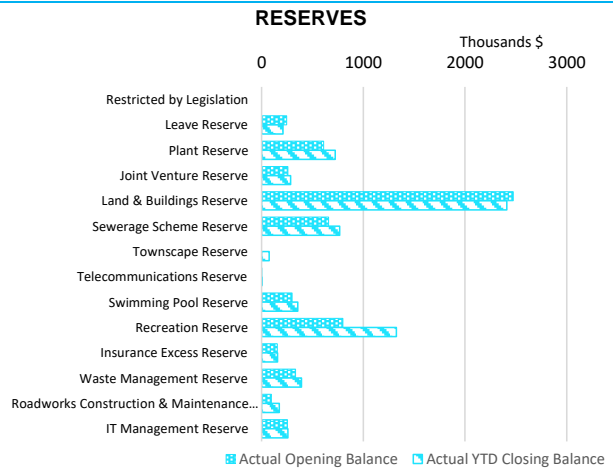 RESERVES
Thousands $
0 1000 2000 3000
Restricted by Legislation
Leave Reserve
Plant Reserve
Joint Venture Reserve
Land & Buildings Reserve
Sewerage Scheme Reserve
Townscape Reserve
Telecommunications Reserve
Swimming Pool Reserve
Recreation Reserve
Insurance Excess Reserve
Waste Management Reserve
Roadworks Construction & Maintenance…
IT Management Reserve
Actual Opening Balance Actual YTD Closing Balance